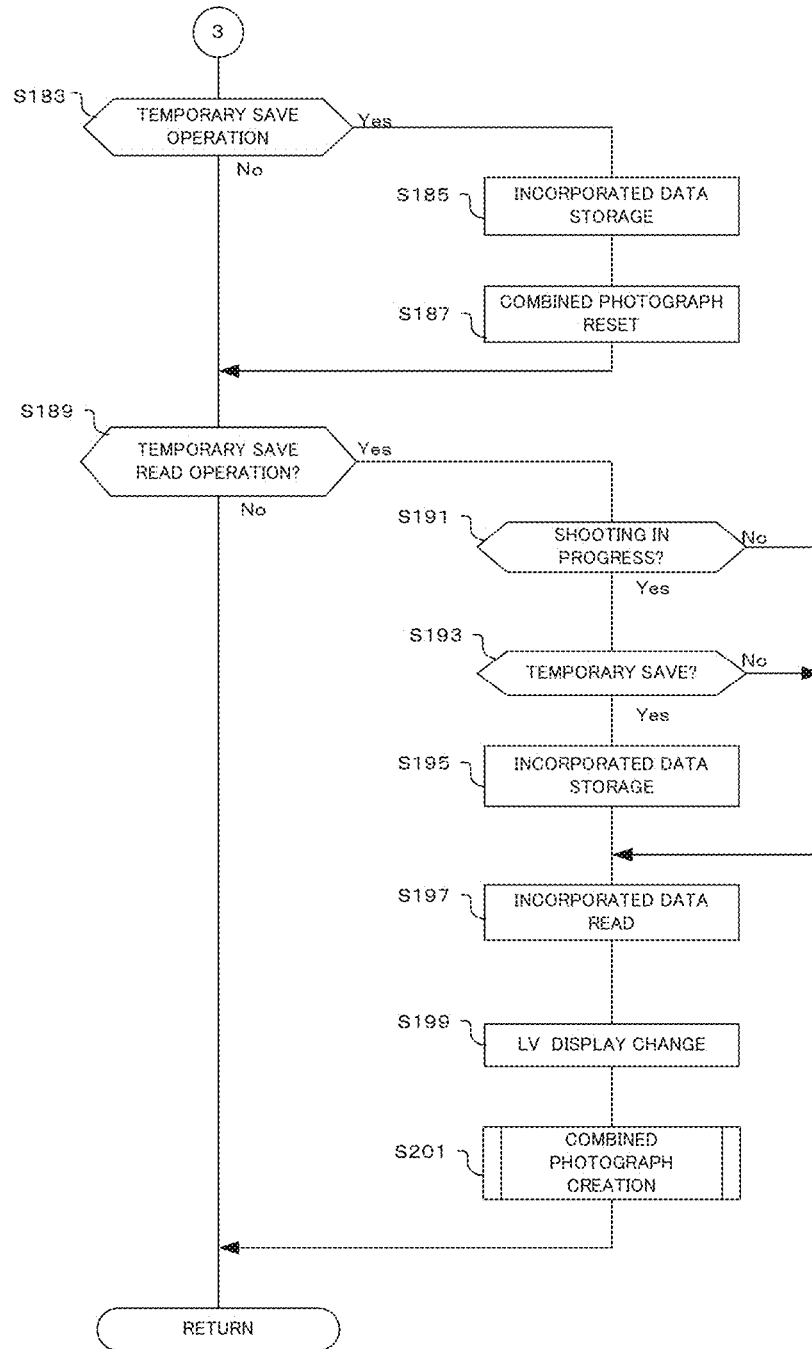 3
S183
TEMPORARY SAVE
OPERATION
Yes
No
S185
INCORPORATED DATA
STORAGE
S187
COMBINED PHOTOGRAPH
RESET
S189
TEMPORARY SAVE
READ OPERATION?
Yes
No
S191
SHOOTING IN
PROGRESS?
No
Yes
S193
TEMPORARY SAVE?
No
Yes
S195
INCORPORATED DATA
STORAGE
S197
INCORPORATED DATA
READ
S199
LV DISPLAY CHANGE
S201
COMBINED
PHOTOGRAPH
CREATION
RETURN